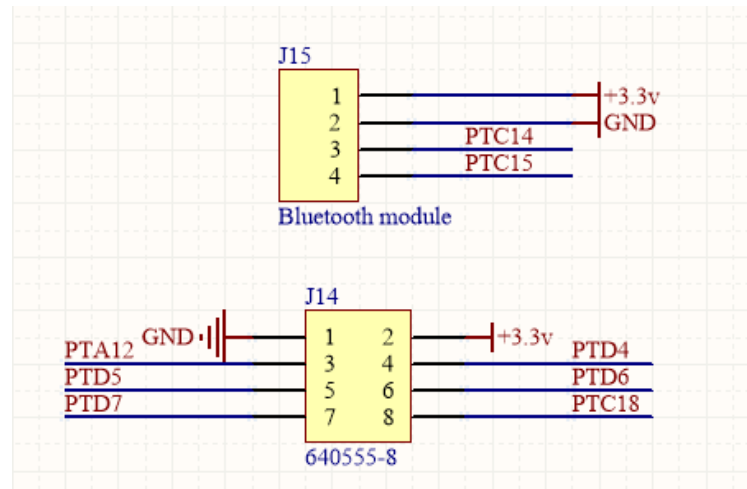 J15
1 +3.3v
2 GND
3 PTC14
4 PTC15
Bluetooth module
J14
GND 1 2 +3.3v
PTA12 3 4 PTD4
PTD5 5 6 PTD6
PTD7 7 8 PTC18
640555-8